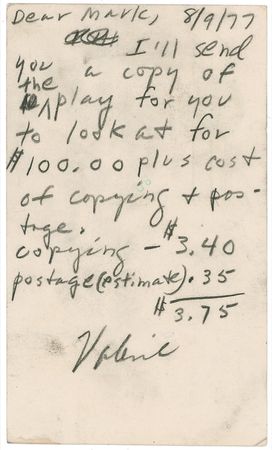 Dear Mark, 8/9/77
I'll send
you a copy of
the play for you
to look at for
$100.00 plus cost
of copying + pos-
tage.
copying - $3.40
postage(estimate) .35
$3.75
Valerie